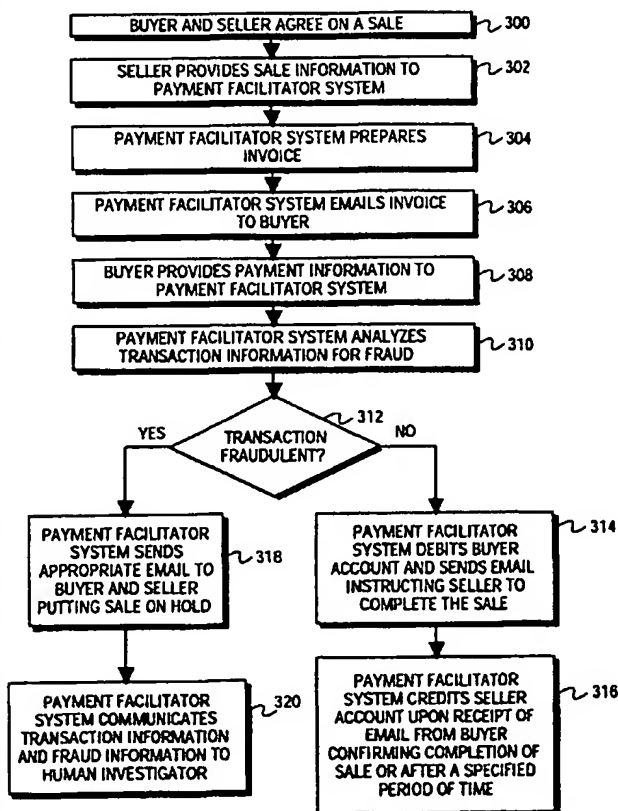 BUYER AND SELLER AGREE ON A SALE
300
SELLER PROVIDES SALE INFORMATION TO
PAYMENT FACILITATOR SYSTEM
302
PAYMENT FACILITATOR SYSTEM PREPARES
INVOICE
304
PAYMENT FACILITATOR SYSTEM EMAILS INVOICE
TO BUYER
306
BUYER PROVIDES PAYMENT INFORMATION TO
PAYMENT FACILITATOR SYSTEM
308
PAYMENT FACILITATOR SYSTEM ANALYZES
TRANSACTION INFORMATION FOR FRAUD
310
312
YES
TRANSACTION
FRAUDULENT?
NO
PAYMENT FACILITATOR
SYSTEM SENDS
APPROPRIATE EMAIL TO
BUYER AND SELLER
PUTTING SALE ON HOLD
318
PAYMENT FACILITATOR
SYSTEM DEBITS BUYER
ACCOUNT AND SENDS EMAIL
INSTRUCTING SELLER TO
COMPLETE THE SALE
314
PAYMENT FACILITATOR
SYSTEM COMMUNICATES
TRANSACTION INFORMATION
AND FRAUD INFORMATION TO
HUMAN INVESTIGATOR
320
PAYMENT FACILITATOR
SYSTEM CREDITS SELLER
ACCOUNT UPON RECEIPT OF
EMAIL FROM BUYER
CONFIRMING COMPLETION OF
SALE OR AFTER A SPECIFIED
PERIOD OF TIME
316